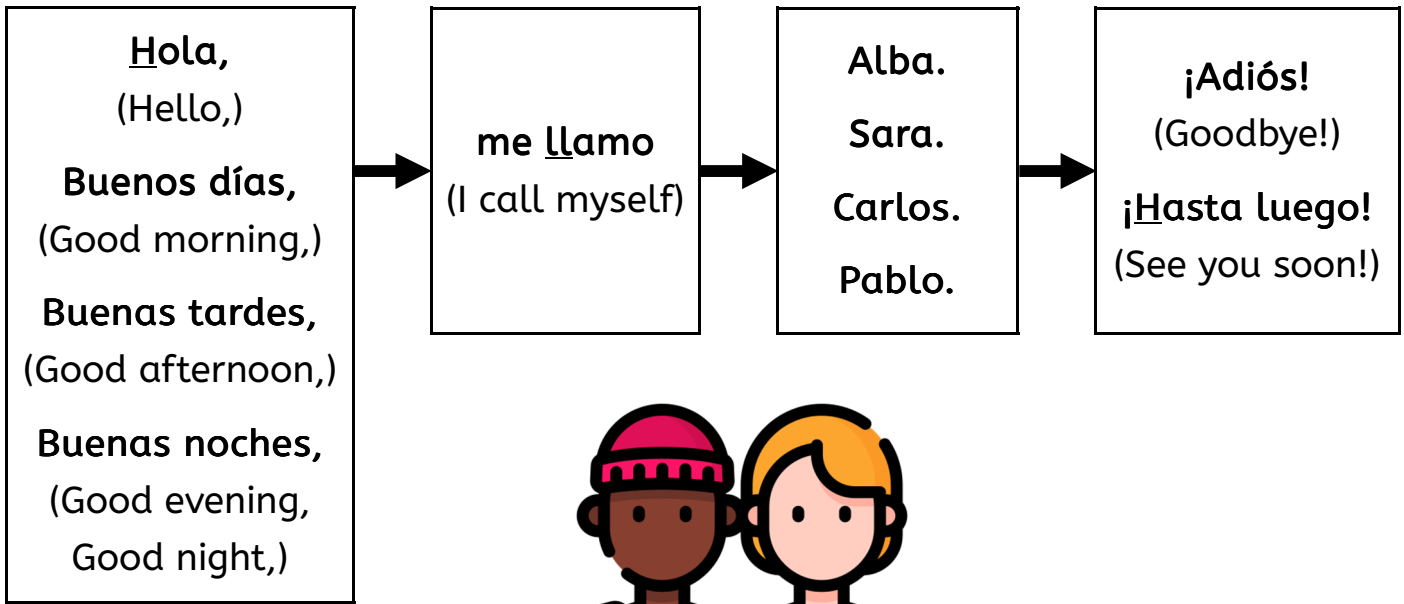 Hola,
(Hello,)
Buenos días,
(Good morning,)
Buenas tardes,
(Good afternoon,)
Buenas noches,
(Good evening,
Good night,)
me llamo
(I call myself)
Alba.
Sara.
Carlos.
Pablo.
¡Adiós!
(Goodbye!)
¡Hasta luego!
(See you soon!)